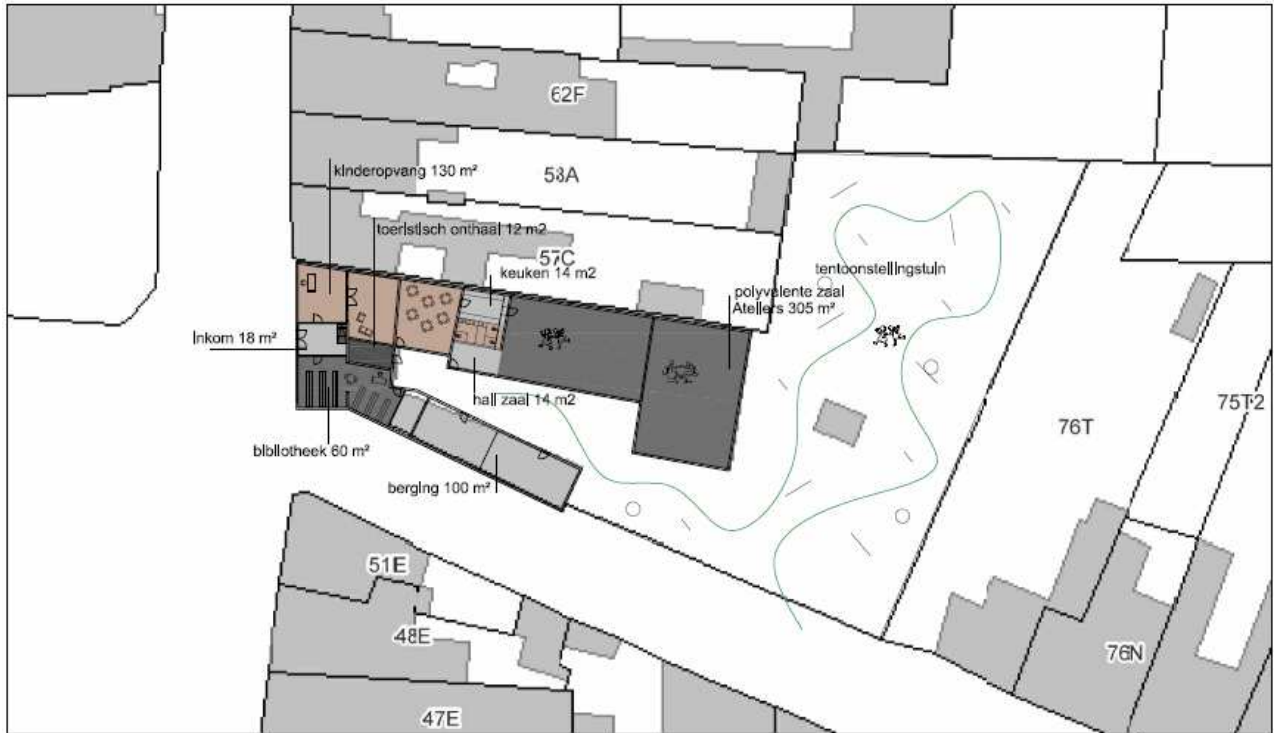 62F
kinderopvang 130 m²
58A
toeristisch onthaal 12 m2
57C
keuken 14 m2
tentoonstellingstuin
polyvalente zaal
Ateliers 305 m²
Inkom 18 m²
hall zaal 14 m2
75T2
76T
bibliotheek 60 m²
berging 100 m²
51E
48E
76N
47E